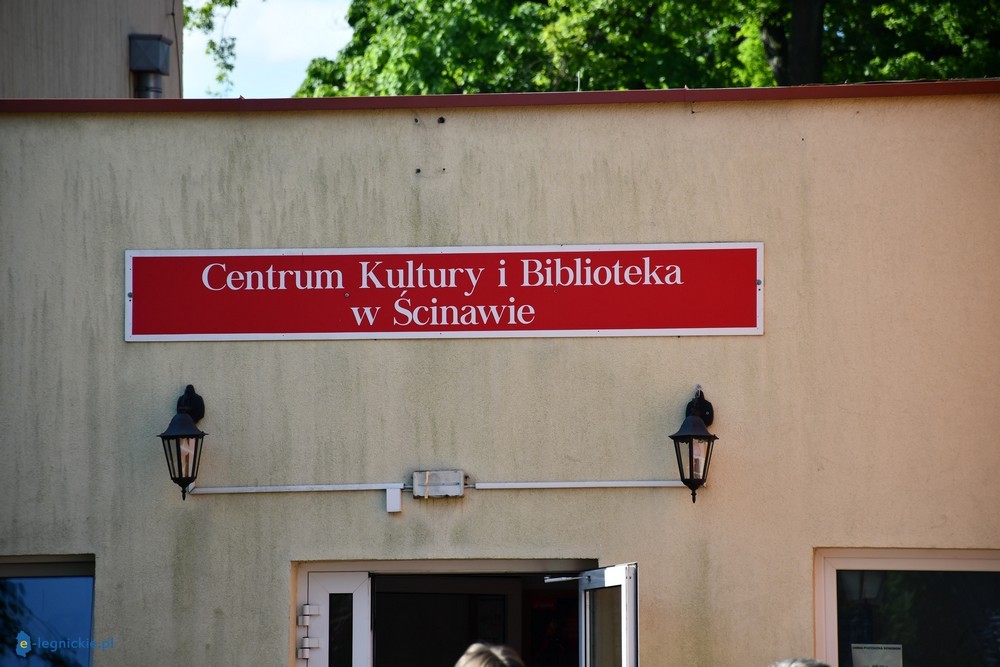 Centrum Kultury i Biblioteka
w Ścinawie
e-legnickie.pl